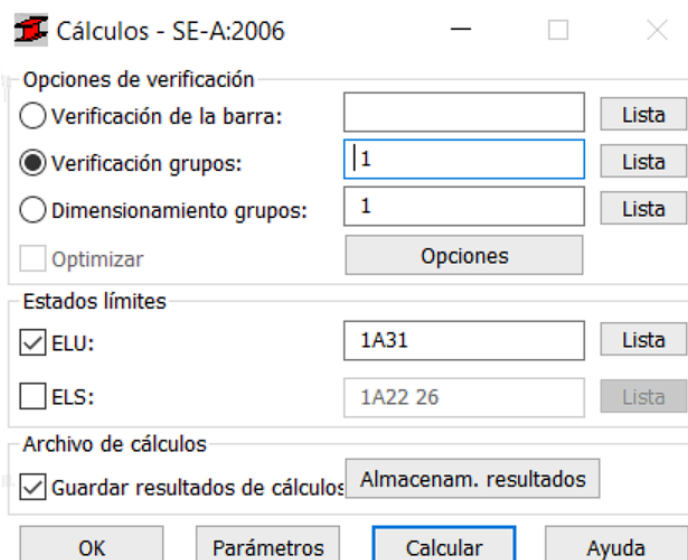 Cálculos - SE-A:2006
Opciones de verificación
Verificación de la barra: Lista
Verificación grupos: 1 Lista
Dimensionamiento grupos: 1 Lista
Optimizar Opciones
Estados límites
ELU: 1A31 Lista
ELS: 1A22 26 Lista
Archivo de cálculos
Guardar resultados de cálculos Almacenam. resultados
OK Parámetros Calcular Ayuda